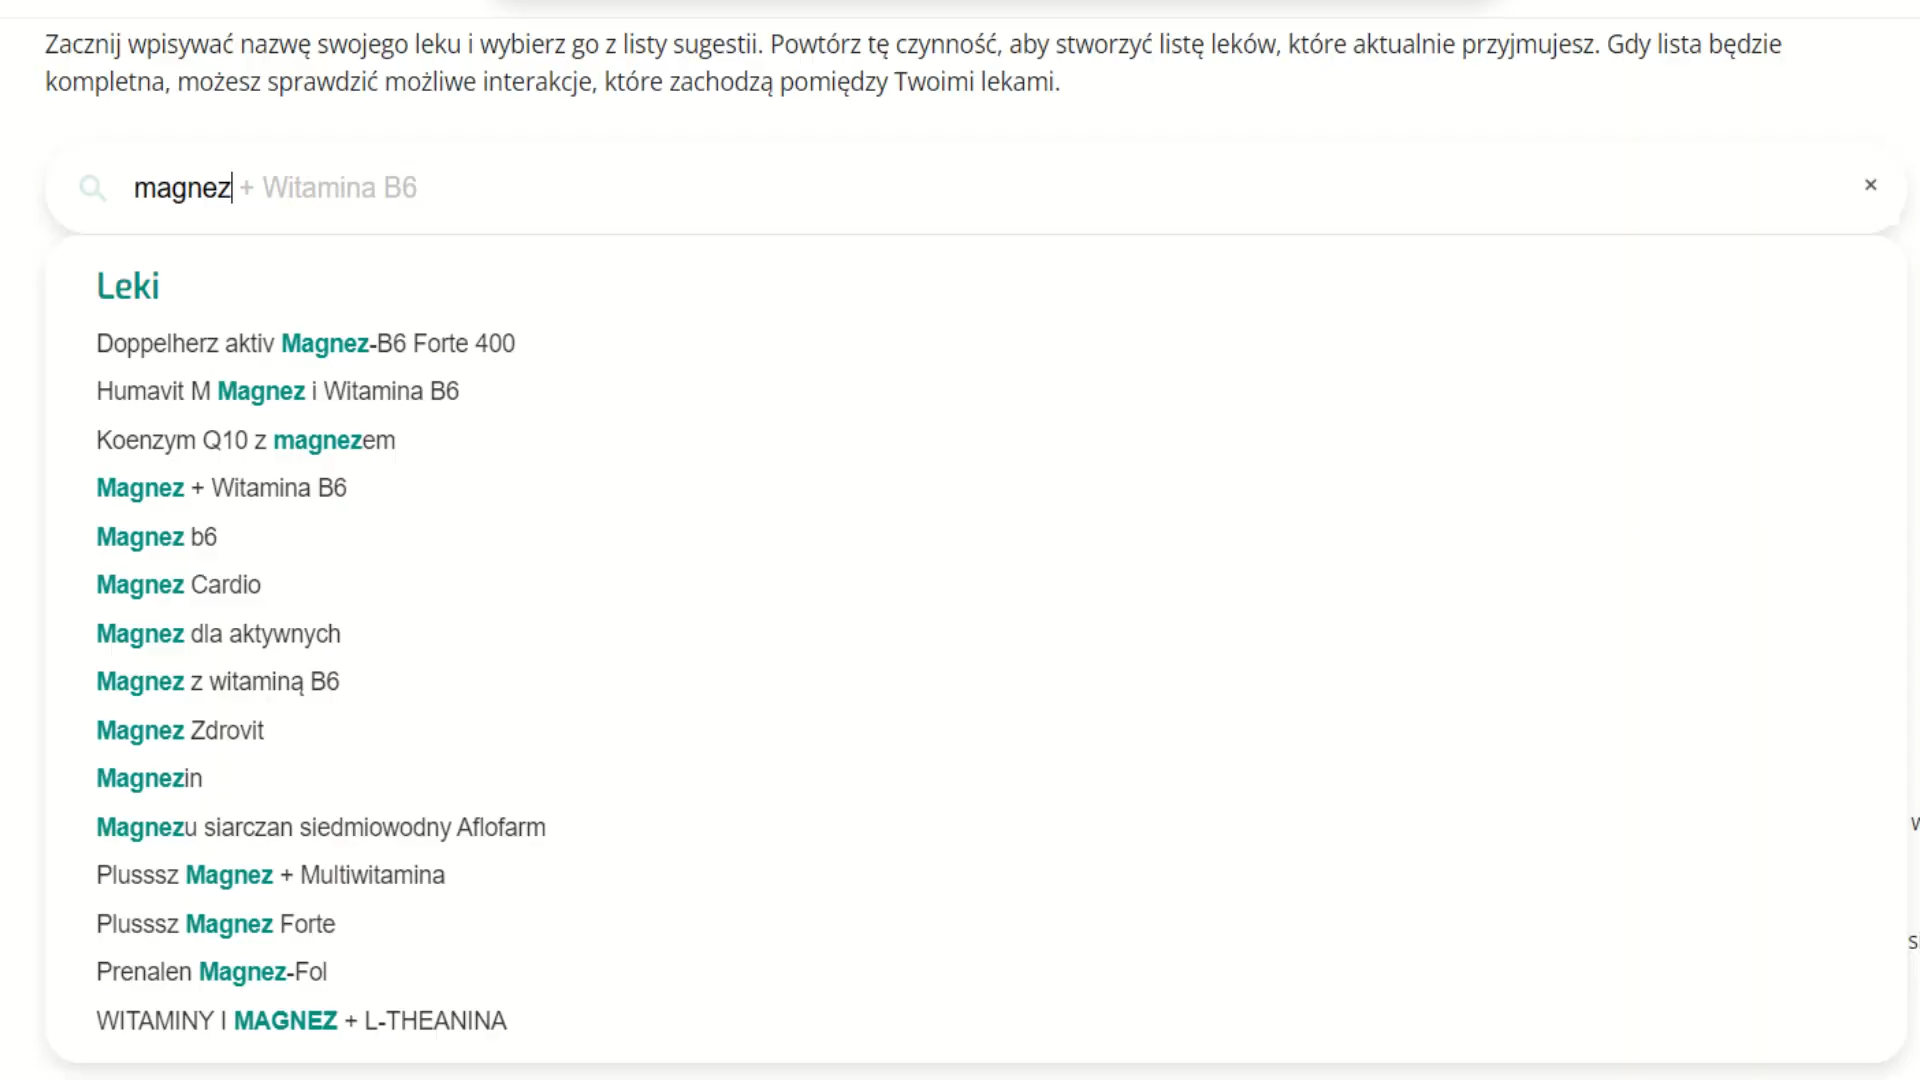 Zacznij wpisywać nazwę swojego leku i wybierz go z listy sugestii. Powtórz tę czynność, aby stworzyć listę leków, które aktualnie przyjmujesz. Gdy lista będzie
kompletna, możesz sprawdzić możliwe interakcje, które zachodzą pomiędzy Twoimi lekami.
magnez + Witamina B6
Leki
Doppelherz aktiv Magnez-B6 Forte 400
Humavit M Magnez i Witamina B6
Koenzym Q10 z magnezem
Magnez + Witamina B6
Magnez b6
Magnez Cardio
Magnez dla aktywnych
Magnez z witaminą B6
Magnez Zdrovit
Magnezin
Magnezu siarczan siedmiowodny Aflofarm
Plusssz Magnez + Multiwitamina
Plusssz Magnez Forte
Prenalen Magnez-Fol
WITAMINY I MAGNEZ + L-THEANINA